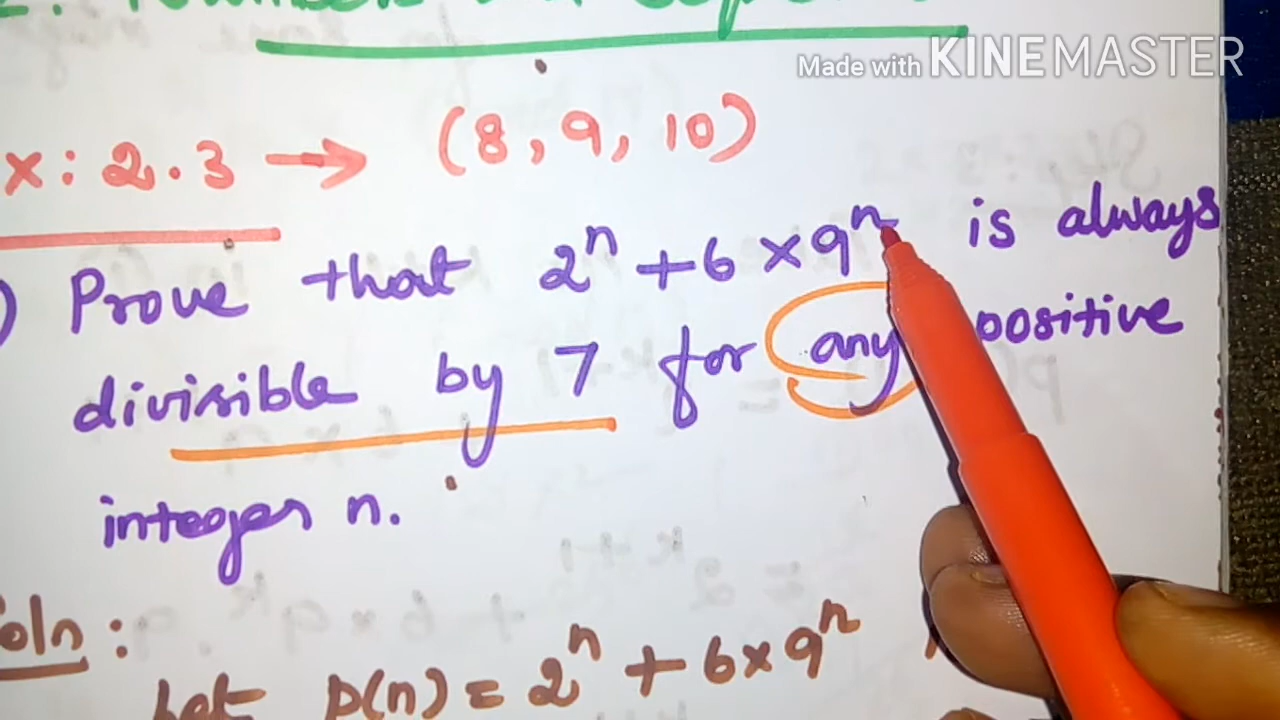 Made with KINEMASTER
x: 2.3 → (8, 9, 10)
) Prove that 2ⁿ + 6 × 9ⁿ is always
divisible by 7 for any positive
integer n.
oln:
Let P(n) = 2ⁿ + 6 × 9ⁿ